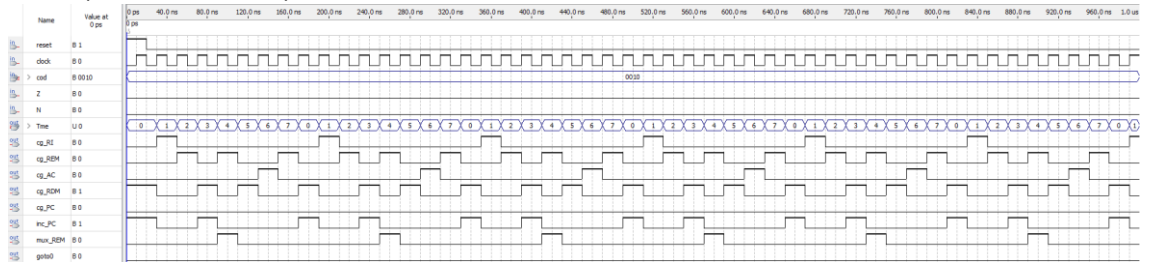 Name Value at 0 ps 0 ps 40.0 ns 80.0 ns 120.0 ns 160.0 ns 200.0 ns 240.0 ns 280.0 ns 320.0 ns 360.0 ns 400.0 ns 440.0 ns 480.0 ns 520.0 ns 560.0 ns 600.0 ns 640.0 ns 680.0 ns 720.0 ns 760.0 ns 800.0 ns 840.0 ns 880.0 ns 920.0 ns 960.0 ns 1.0 us
0 ps
reset B 1
clock B 0
> cod B 0010 0010
Z B 0
N B 0
> Tme U 0 0 1 2 3 4 5 6 7 0 1 2 3 4 5 6 7 0 1 2 3 4 5 6 7 0 1 2 3 4 5 6 7 0 1 2 3 4 5 6 7 0 1 2 3 4 5 6 7 0 1
cg_RI B 0
cg_REM B 0
cg_AC B 0
cg_RDM B 1
cg_PC B 0
inc_PC B 1
mux_REM B 0
goto0 B 0